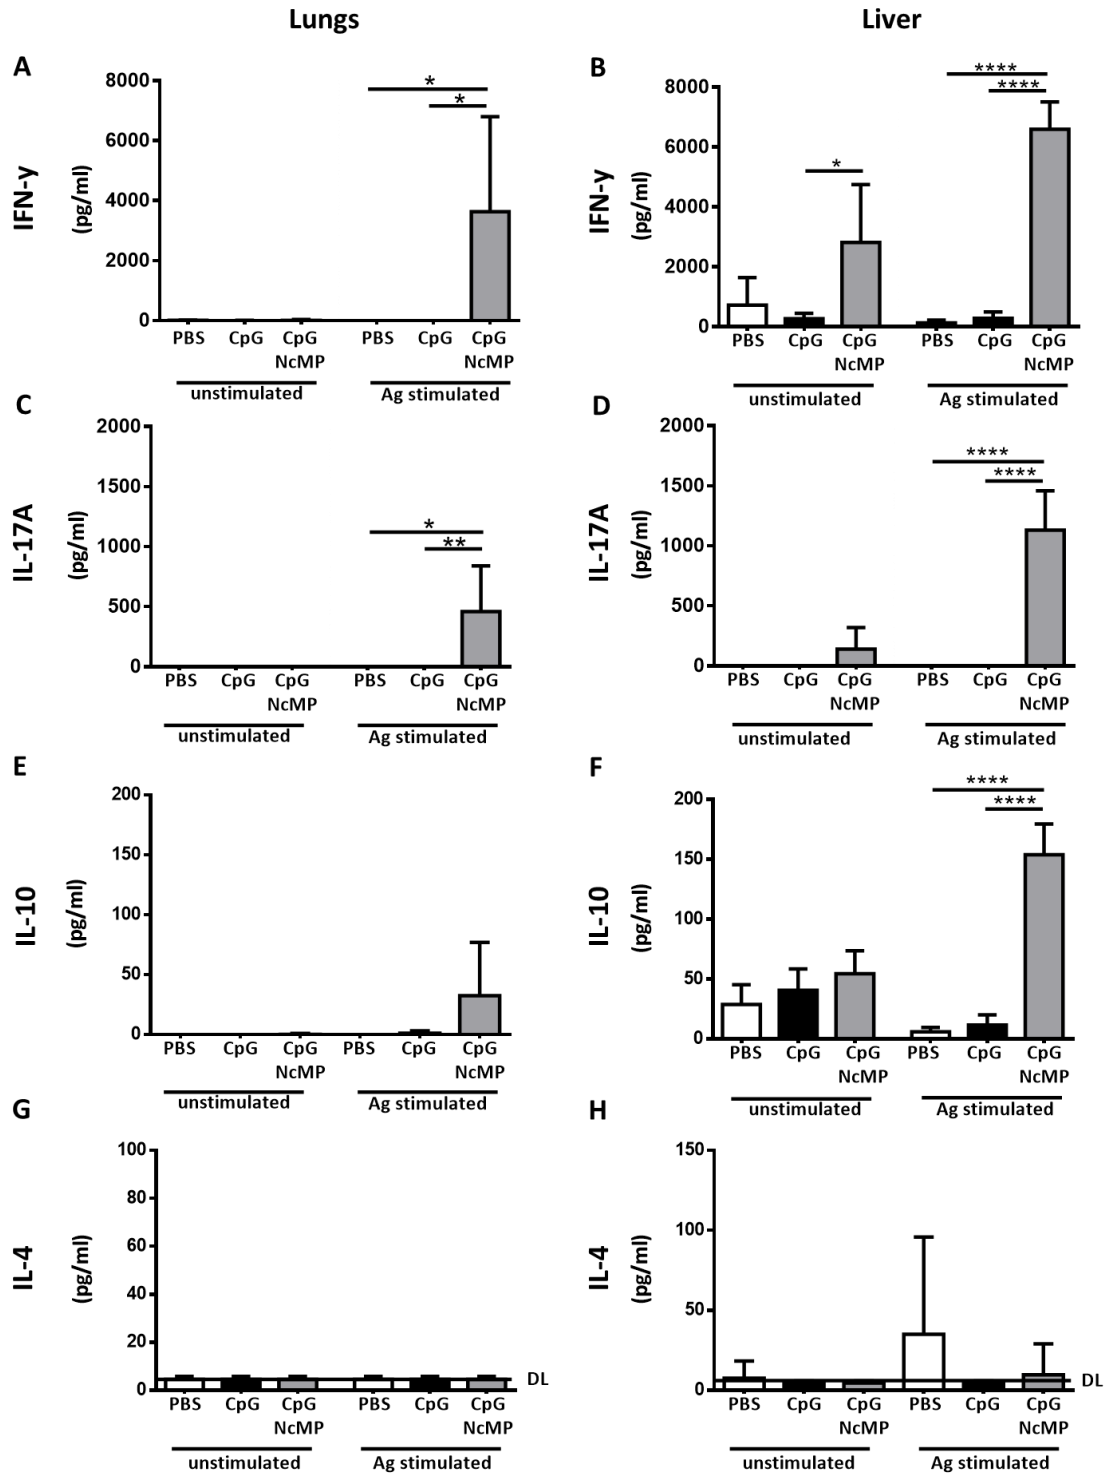 Lungs Liver
A B
8000
6000
4000
2000
0
IFN-y
(pg/ml)
* 
*
PBS CpG CpG PBS CpG CpG
NcMP NcMP
unstimulated Ag stimulated
8000
6000
4000
2000
0
IFN-y
(pg/ml)
*
****
****
PBS CpG CpG PBS CpG CpG
NcMP NcMP
unstimulated Ag stimulated
C D
2000
1500
1000
500
0
IL-17A
(pg/ml)
*
**
PBS CpG CpG PBS CpG CpG
NcMP NcMP
unstimulated Ag stimulated
2000
1500
1000
500
0
IL-17A
(pg/ml)
****
****
PBS CpG CpG PBS CpG CpG
NcMP NcMP
unstimulated Ag stimulated
E F
200
150
100
50
0
IL-10
(pg/ml)
PBS CpG CpG PBS CpG CpG
NcMP NcMP
unstimulated Ag stimulated
200
150
100
50
0
IL-10
(pg/ml)
****
****
PBS CpG CpG PBS CpG CpG
NcMP NcMP
unstimulated Ag stimulated
G H
100
80
60
40
20
0
IL-4
(pg/ml)
DL
PBS CpG CpG PBS CpG CpG
NcMP NcMP
unstimulated Ag stimulated
150
100
50
0
IL-4
(pg/ml)
DL
PBS CpG CpG PBS CpG CpG
NcMP NcMP
unstimulated Ag stimulated